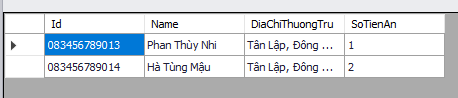 Id Name DiaChiThuongTru SoTienAn
083456789013 Phan Thùy Nhi Tân Lập, Đông ... 1
083456789014 Hà Tùng Mậu Tân Lập, Đông ... 2